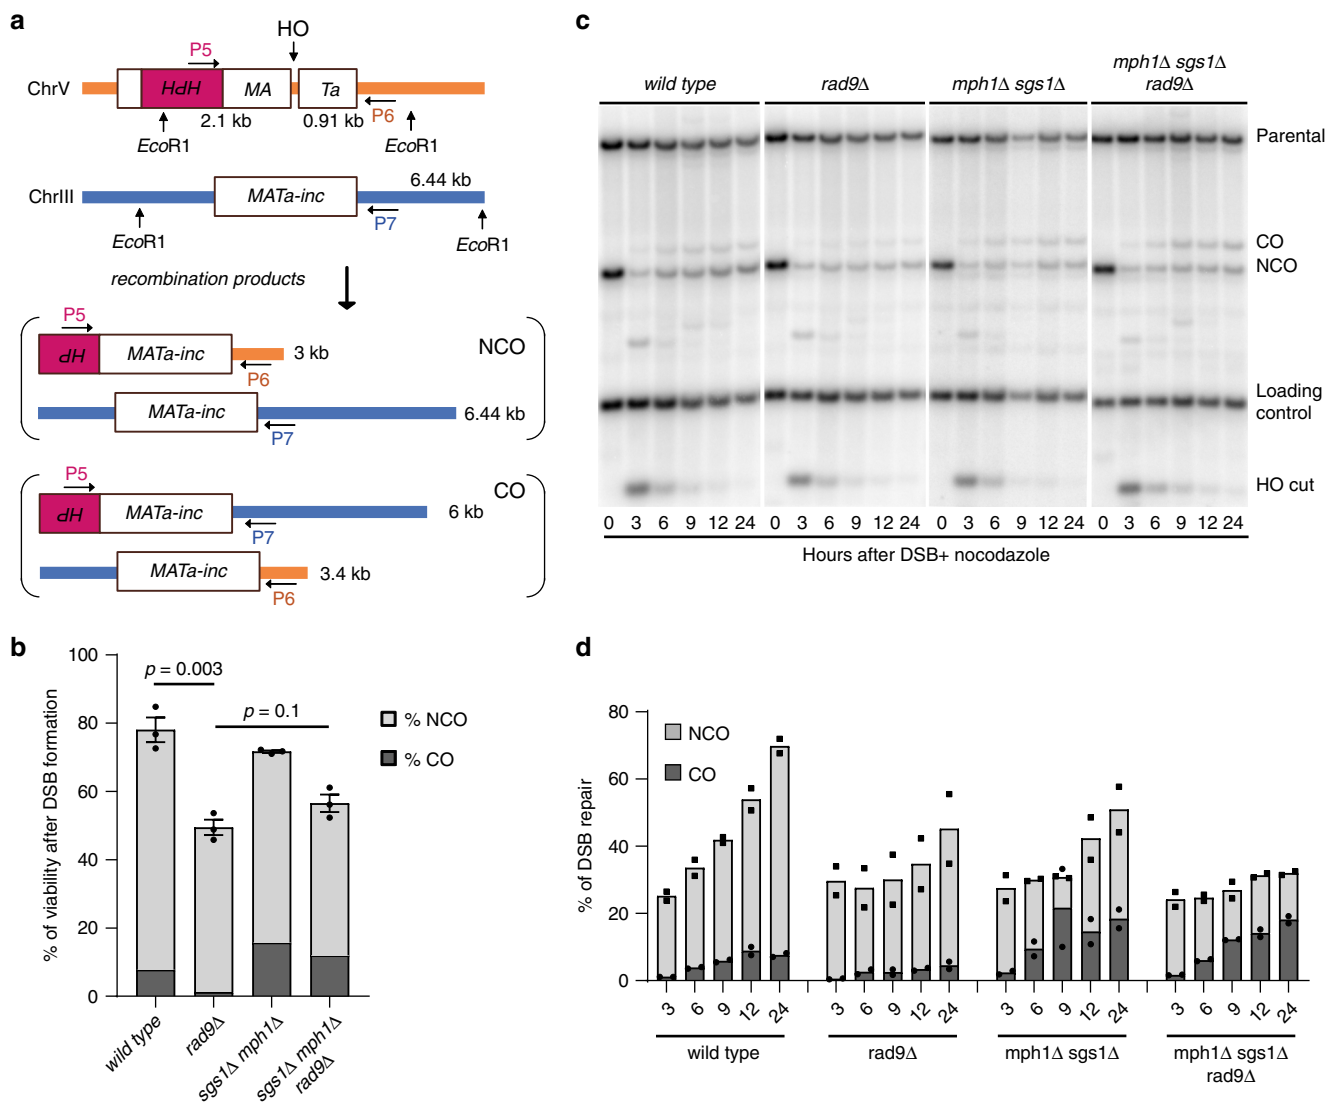 a
HO
P5
ChrV
HPH
MA
Ta
P6
2.1 kb
0.91 kb
EcoR1
EcoR1
6.44 kb
ChrIII
MATa-inc
P7
EcoR1
EcoR1
recombination products
P5
HP
MATa-inc
3 kb
NCO
P6
MATa-inc
6.44 kb
P7
P5
CO
HP
MATa-inc
6 kb
P7
MATa-inc
3.4 kb
P6
b
100
80
60
40
20
0
% of viability after DSB formation
p = 0.003
p = 0.1
% NCO
% CO
wild type
rad9Δ
sgs1Δ mph1Δ
sgs1Δ mph1Δ
rad9Δ
c
wild type
rad9Δ
mph1Δ sgs1Δ
mph1Δ sgs1Δ
rad9Δ
Parental
CO
NCO
Loading
control
HO cut
0 3 6 9 12 24 0 3 6 9 12 24 0 3 6 9 12 24 0 3 6 9 12 24
Hours after DSB+ nocodazole
d
80
60
40
20
0
% of DSB repair
NCO
CO
3 6 9 12 24 3 6 9 12 24 3 6 9 12 24 3 6 9 12 24
wild type
rad9Δ
mph1Δ sgs1Δ
mph1Δ sgs1Δ
rad9Δ